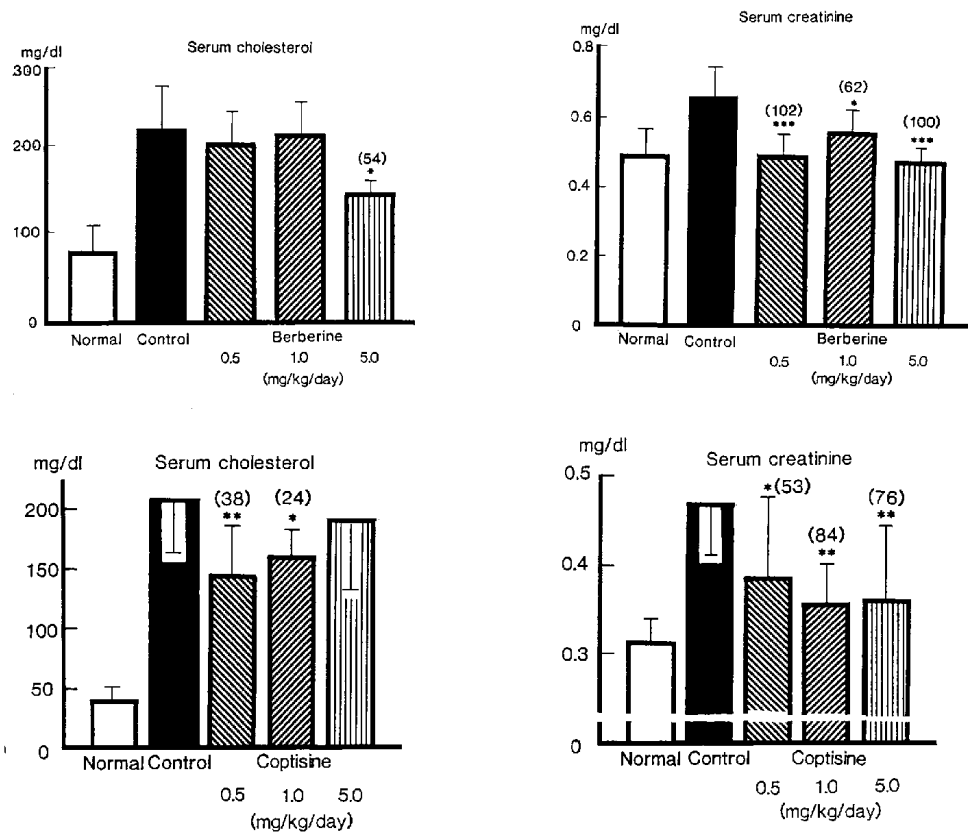 Serum cholesterol
mg/dl
300
200
100
0
(54)
*
Normal Control Berberine
0.5 1.0 5.0
(mg/kg/day)
Serum creatinine
mg/dl
0.8
0.6
0.4
0.2
0
(102)
***
(62)
*
(100)
***
Normal Control Berberine
0.5 1.0 5.0
(mg/kg/day)
Serum cholesterol
mg/dl
200
150
100
50
0
(38)
**
(24)
*
Normal Control Coptisine
0.5 1.0 5.0
(mg/kg/day)
Serum creatinine
mg/dl
0.5
0.4
0.3
0
*(53)
(84)
**
(76)
**
Normal Control Coptisine
0.5 1.0 5.0
(mg/kg/day)